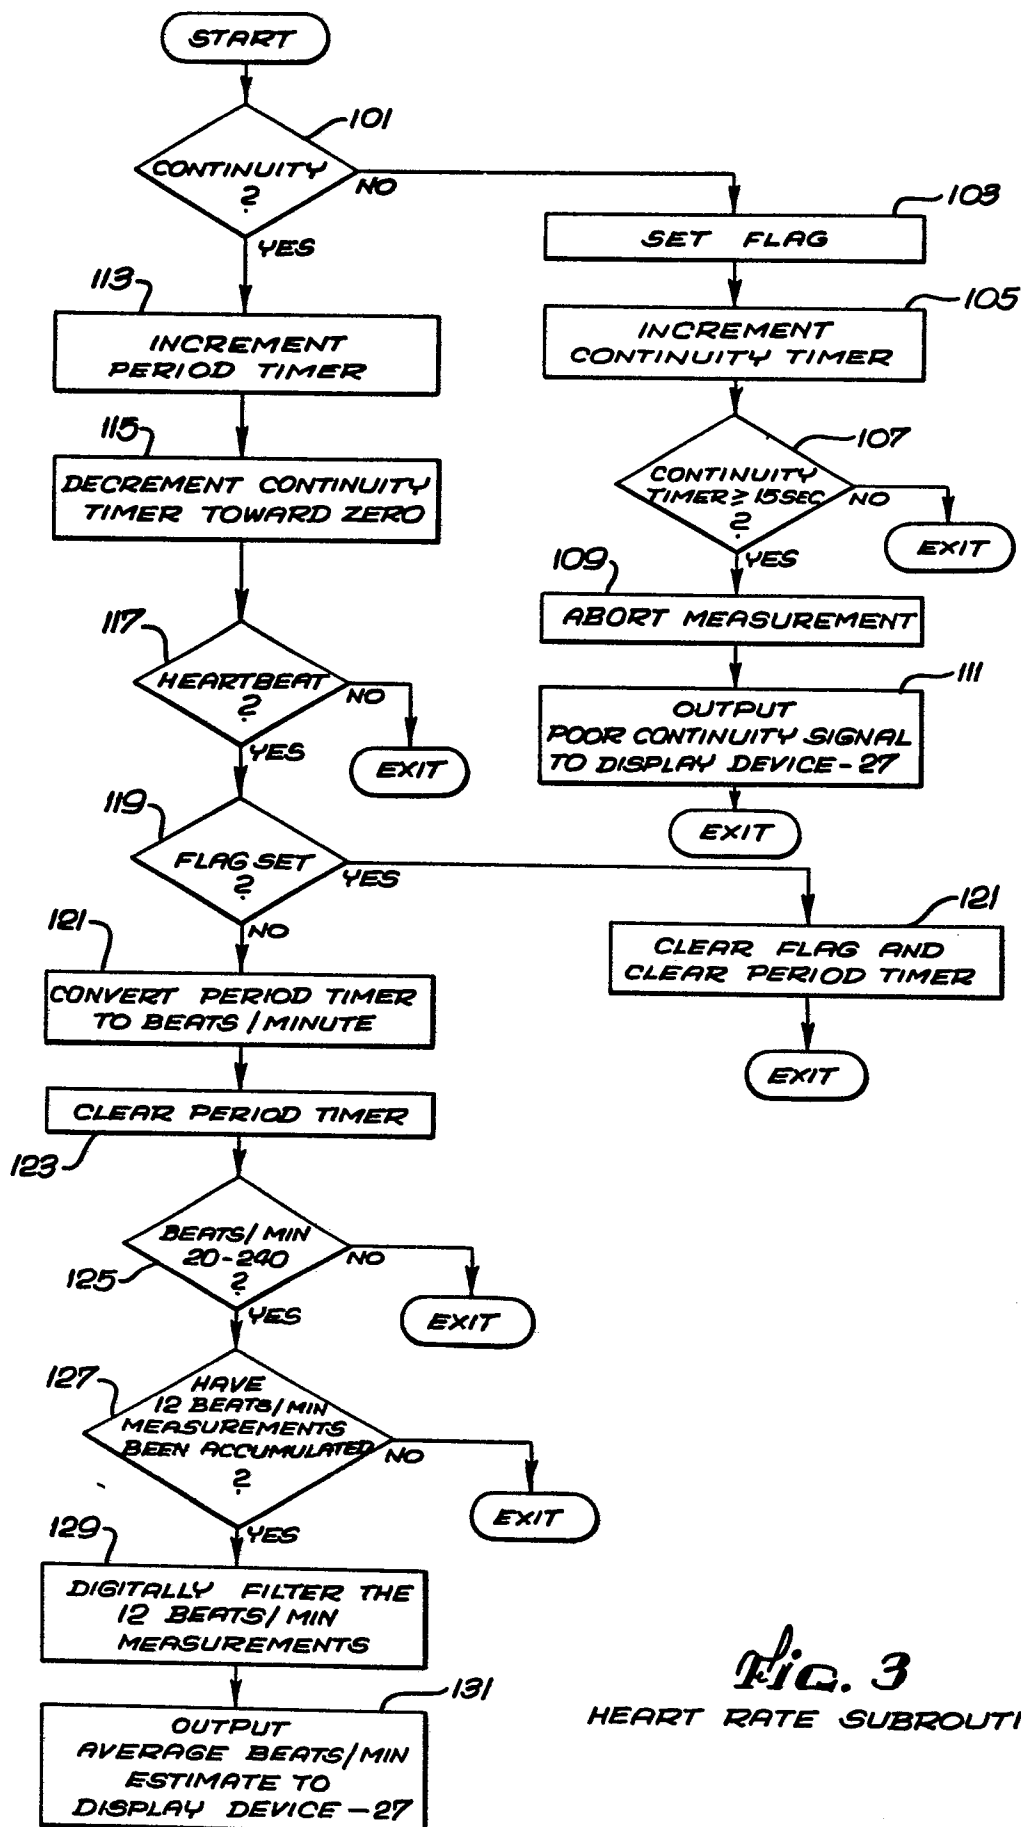 START
101
CONTINUITY
?
NO
YES
103
SET FLAG
113
INCREMENT
PERIOD TIMER
105
INCREMENT
CONTINUITY TIMER
115
DECREMENT CONTINUITY
TIMER TOWARD ZERO
107
CONTINUITY
TIMER ≥ 15 SEC
?
NO
EXIT
YES
109
ABORT MEASUREMENT
117
HEARTBEAT
?
NO
EXIT
YES
111
OUTPUT
POOR CONTINUITY SIGNAL
TO DISPLAY DEVICE-27
EXIT
119
FLAG SET
?
YES
NO
121
CLEAR FLAG AND
CLEAR PERIOD TIMER
EXIT
121
CONVERT PERIOD TIMER
TO BEATS/MINUTE
CLEAR PERIOD TIMER
123
BEATS/MIN
20-240
?
125
NO
EXIT
YES
127
HAVE
12 BEATS/MIN
MEASUREMENTS
BEEN ACCUMULATED
?
NO
EXIT
YES
129
DIGITALLY FILTER THE
12 BEATS/MIN
MEASUREMENTS
131
OUTPUT
AVERAGE BEATS/MIN
ESTIMATE TO
DISPLAY DEVICE-27
Fig. 3
HEART RATE SUBROUTI